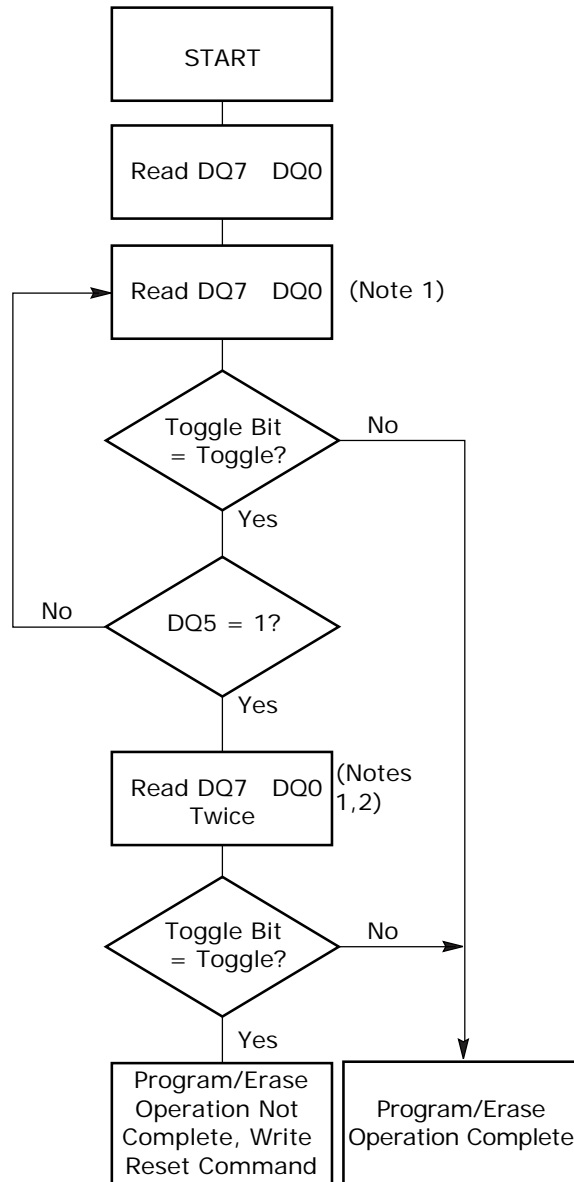 START
Read DQ7 DQ0
Read DQ7 DQ0 (Note 1)
Toggle Bit
= Toggle?
No
Yes
DQ5 = 1?
No
Yes
Read DQ7 DQ0
Twice
(Notes
1,2)
Toggle Bit
= Toggle?
No
Yes
Program/Erase
Operation Not
Complete, Write
Reset Command
Program/Erase
Operation Complete